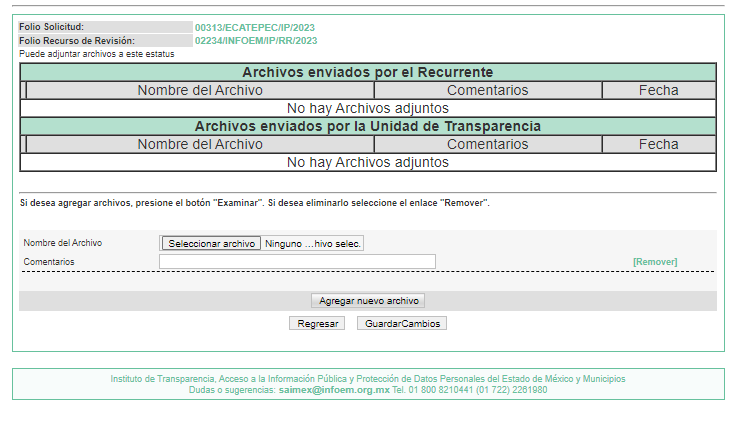 Folio Solicitud: 00313/ECATEPEC/IP/2023
Folio Recurso de Revisión: 02234/INFOEM/IP/RR/2023
Puede adjuntar archivos a este estatus
Archivos enviados por el Recurrente
Nombre del Archivo Comentarios Fecha
No hay Archivos adjuntos
Archivos enviados por la Unidad de Transparencia
Nombre del Archivo Comentarios Fecha
No hay Archivos adjuntos
Si desea agregar archivos, presione el botón "Examinar". Si desea eliminarlo seleccione el enlace "Remover".
Nombre del Archivo Seleccionar archivo Ninguno ...hivo selec.
Comentarios [Remover]
Agregar nuevo archivo
Regresar GuardarCambios
Instituto de Transparencia, Acceso a la Información Pública y Protección de Datos Personales del Estado de México y Municipios
Dudas o sugerencias: saimex@infoem.org.mx Tel. 01 800 8210441 (01 722) 2261980